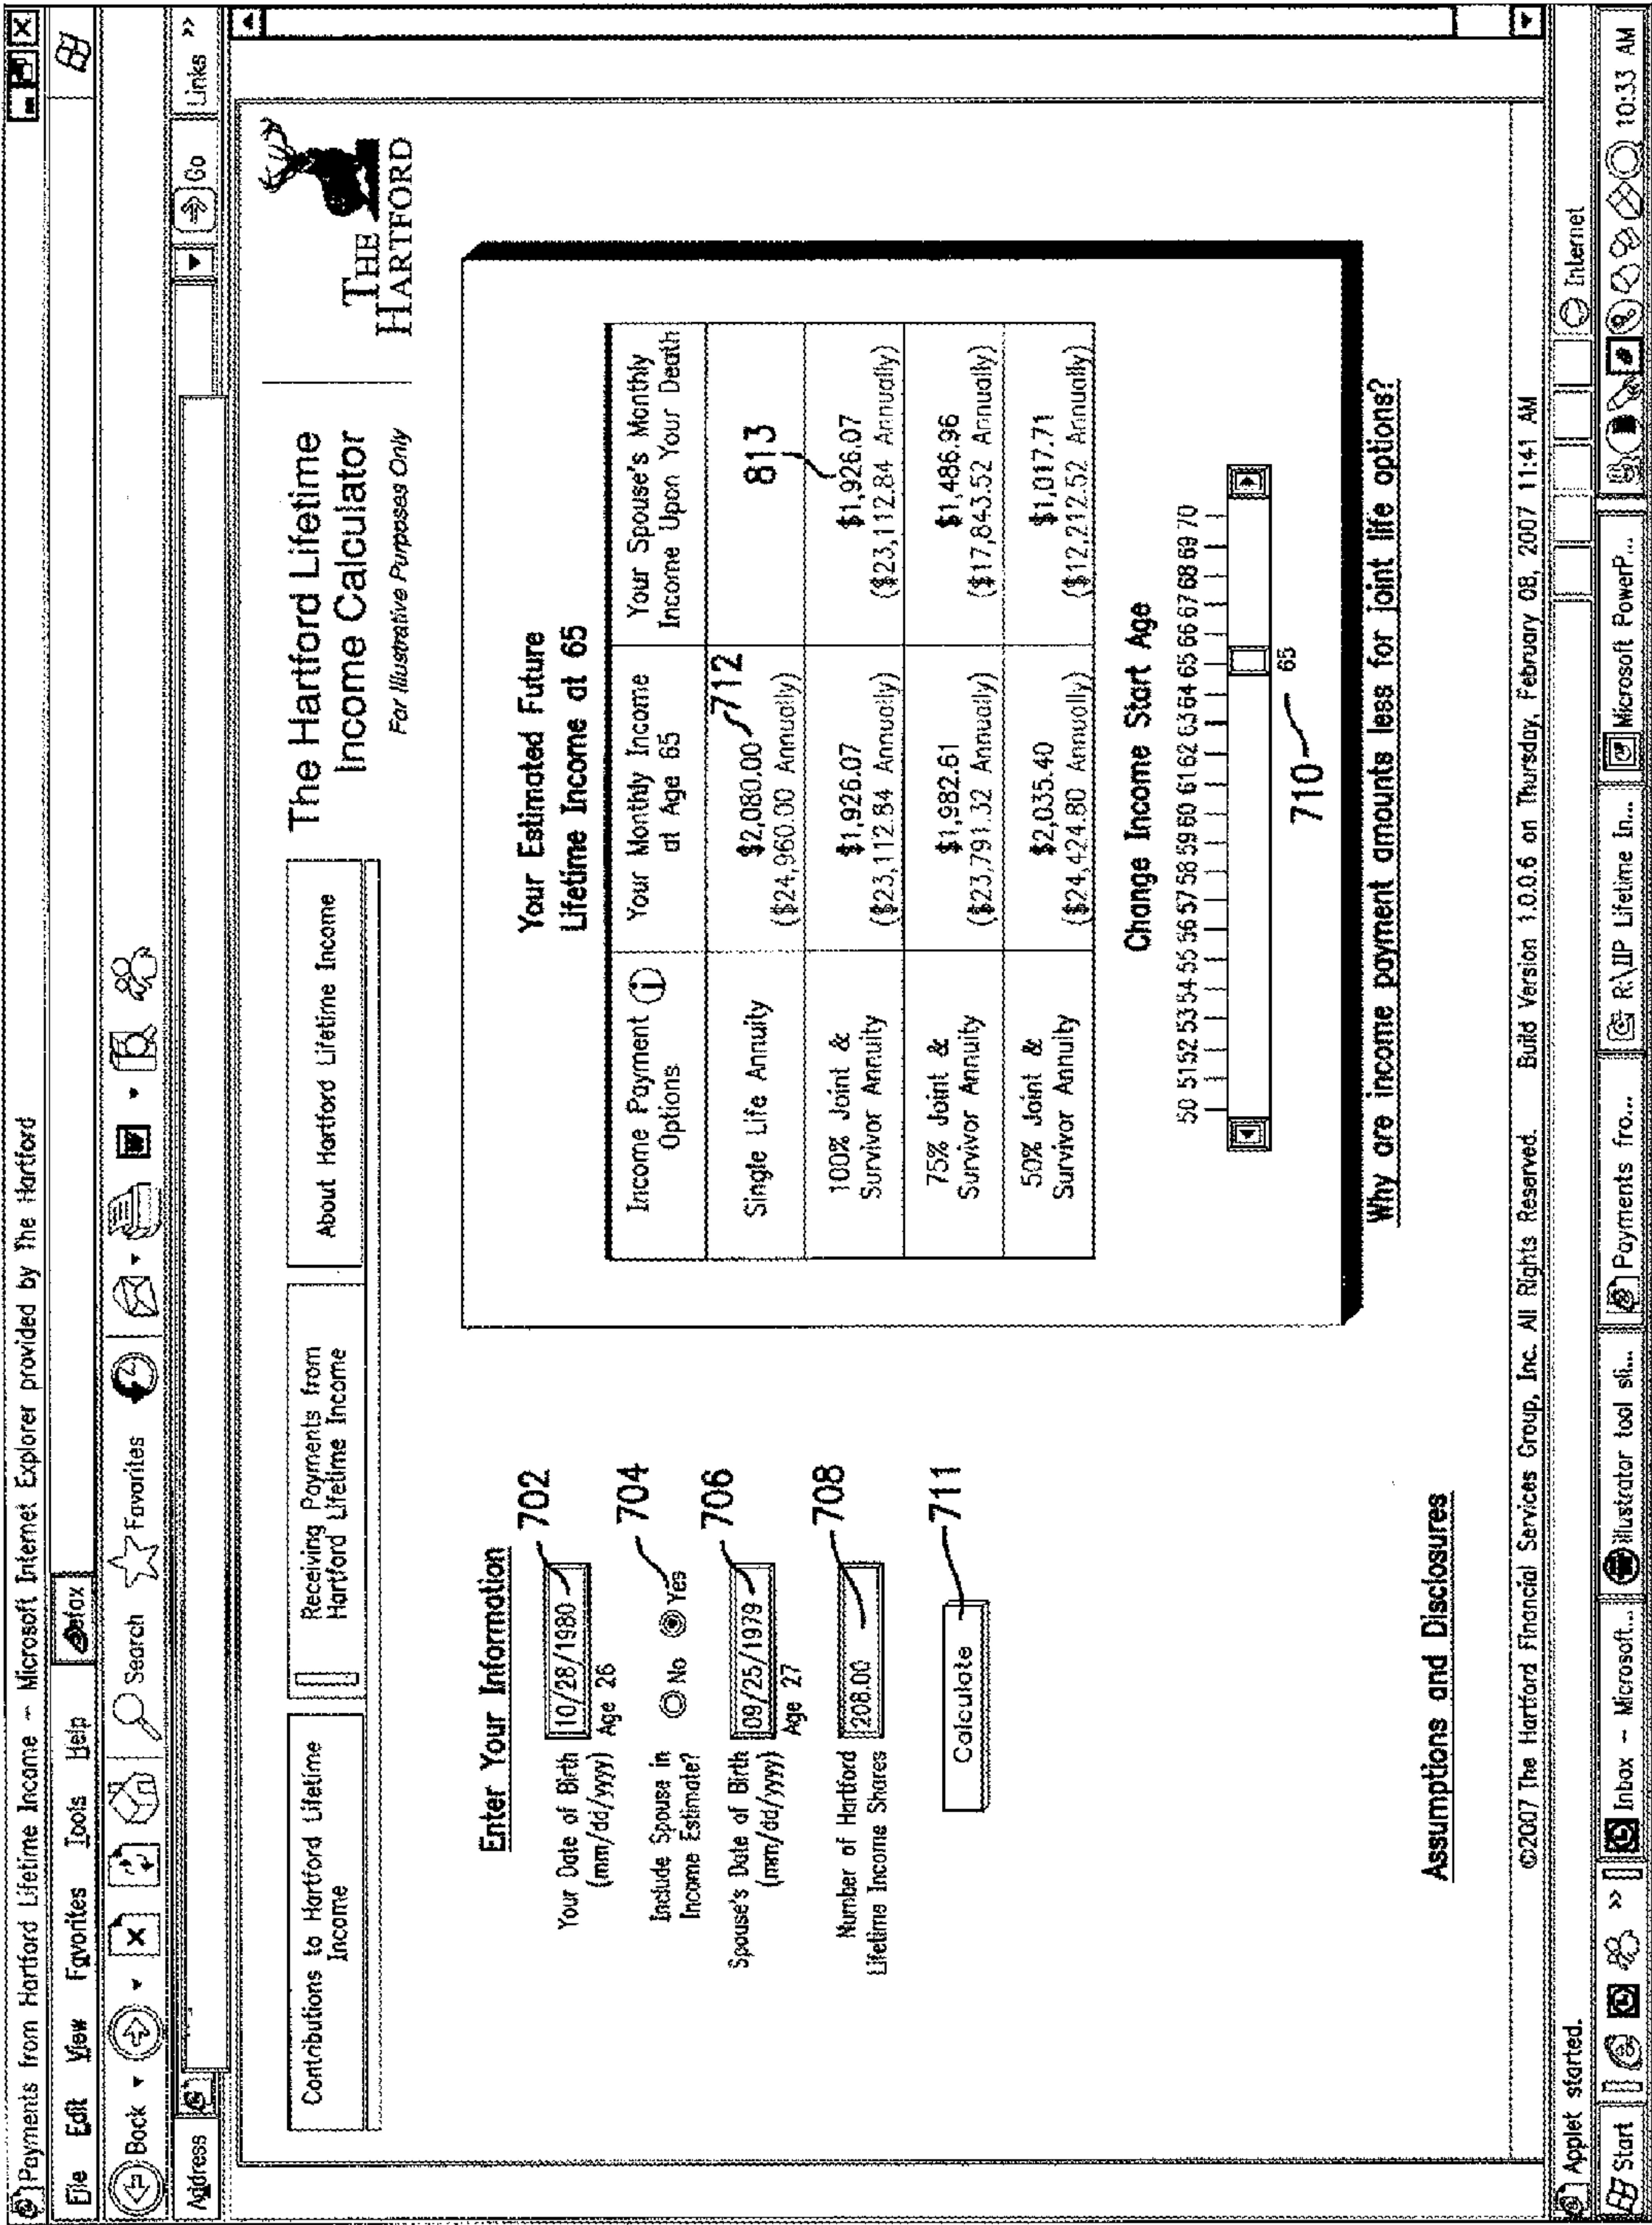 Payments from Hartford Lifetime Income - Microsoft Internet Explorer provided by The Hartford
File Edit View Favorites Tools Help
Back Search Favorites
Address Go Links >>
Contributions to Hartford Lifetime
Income
Receiving Payments from
Hartford Lifetime Income
About Hartford Lifetime Income
The Hartford Lifetime
Income Calculator
For Illustrative Purposes Only
THE
HARTFORD
Enter Your Information
Your Date of Birth 10/28/1980 702
(mm/dd/yyyy) Age 26
Include Spouse in No Yes 704
Income Estimate?
Spouse's Date of Birth 09/25/1979 706
(mm/dd/yyyy) Age 27
Number of Hartford 208.00 708
Lifetime Income Shares
Calculate 711
Assumptions and Disclosures
Your Estimated Future
Lifetime Income at 65
Income Payment i
Options
Your Monthly Income
at Age 65
Your Spouse's Monthly
Income Upon Your Death
Single Life Annuity
$2,080.00 712
($24,960.00 Annually)
813
100% Joint &
Survivor Annuity
$1,926.07
($23,112.84 Annually)
$1,926.07
($23,112.84 Annually)
75% Joint &
Survivor Annuity
$1,982.61
($23,791.32 Annually)
$1,486.96
($17,843.52 Annually)
50% Joint &
Survivor Annuity
$2,035.40
($24,424.80 Annually)
$1,017.71
($12,212.52 Annually)
Change Income Start Age
50 51 52 53 54 55 56 57 58 59 60 61 62 63 64 65 66 67 68 69 70
65
710
Why are income payment amounts less for joint life options?
©2007 The Hartford Financial Services Group, Inc. All Rights Reserved. Build Version 1.0.0.6 on Thursday, February 08, 2007 11:41 AM
Applet started. Internet
Start >> Inbox - Microsoft... illustrator tool sli... Payments fro... R:\IIP Lifetime In... Microsoft PowerP... 10:33 AM